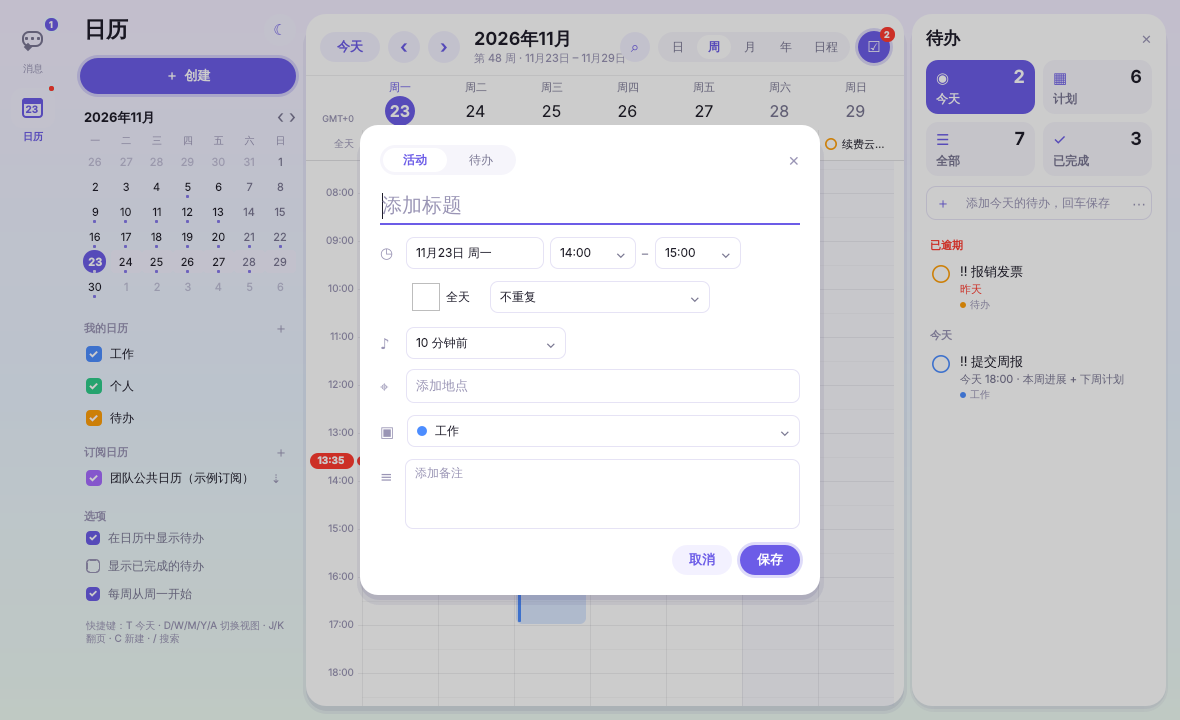 1
消息
23
日历
日历
+ 创建
2026年11月
一 二 三 四 五 六 日
26 27 28 29 30 31 1
2 3 4 5 6 7 8
9 10 11 12 13 14 15
16 17 18 19 20 21 22
23 24 25 26 27 28 29
30 1 2 3 4 5 6
我的日历
工作
个人
待办
订阅日历
团队公共日历（示例订阅）
选项
在日历中显示待办
显示已完成的待办
每周从周一开始
快捷键：T 今天 · D/W/M/Y/A 切换视图 · J/K
翻页 · C 新建 · / 搜索
今天
2026年11月
第 48 周 · 11月23日 – 11月29日
日 周 月 年 日程
2
周一 周二 周三 周四 周五 周六 周日
GMT+0
23 24 25 26 27 28 29
全天
续费云...
08:00
09:00
10:00
11:00
12:00
13:00
13:35
14:00
15:00
16:00
17:00
18:00
活动 待办
×
添加标题
11月23日 周一
14:00
–
15:00
全天
不重复
10 分钟前
添加地点
工作
添加备注
取消
保存
待办
×
2
今天
6
计划
7
全部
3
已完成
+ 添加今天的待办，回车保存 ...
已逾期
!! 报销发票
昨天
待办
今天
!! 提交周报
今天 18:00 · 本周进展 + 下周计划
工作